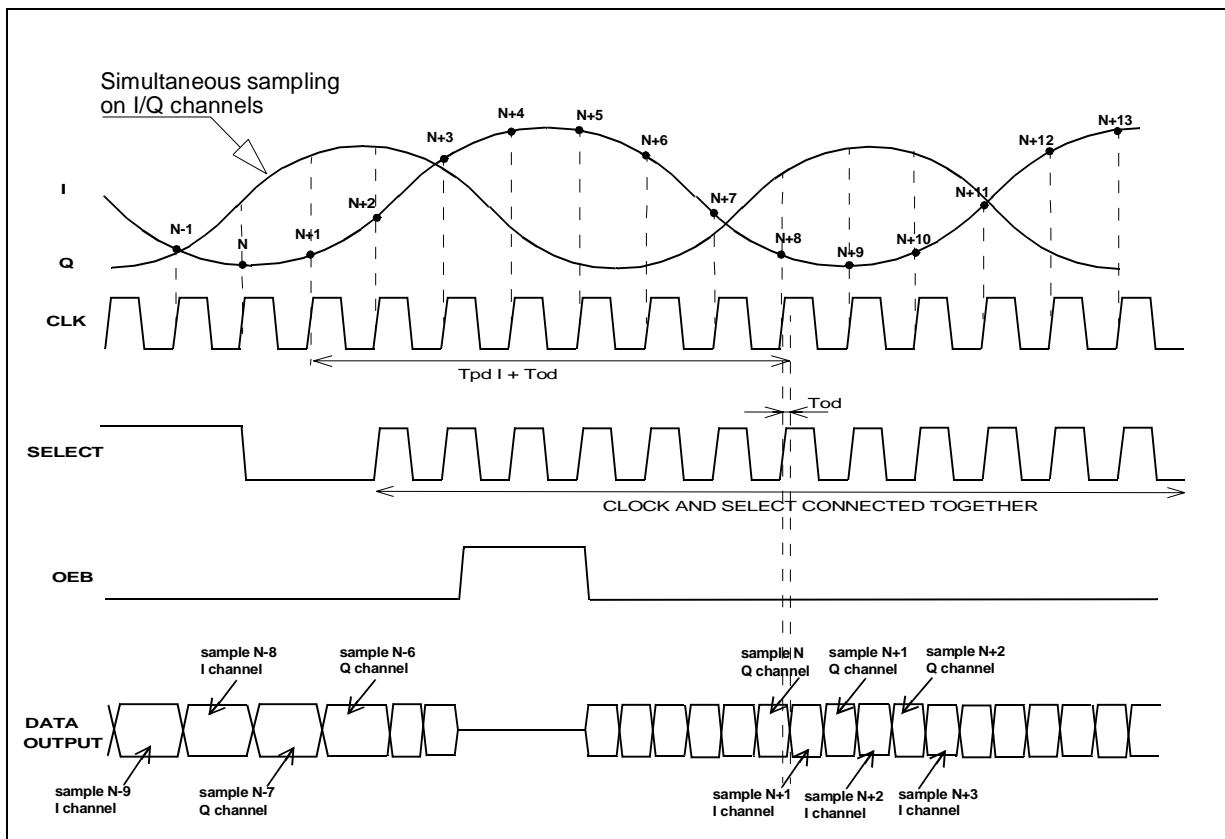 Simultaneous sampling
on I/Q channels
N+4
N+5
N+13
N+3
N+6
N+12
I
N+2
N+7
N+11
N-1
N
N+1
N+8
N+10
Q
N+9
CLK
Tpd I + Tod
Tod
SELECT
CLOCK AND SELECT CONNECTED TOGETHER
OEB
sample N-8
I channel
sample N-6
Q channel
sample N
Q channel
sample N+1
Q channel
sample N+2
Q channel
DATA
OUTPUT
sample N-9
I channel
sample N-7
Q channel
sample N+1
I channel
sample N+2
I channel
sample N+3
I channel